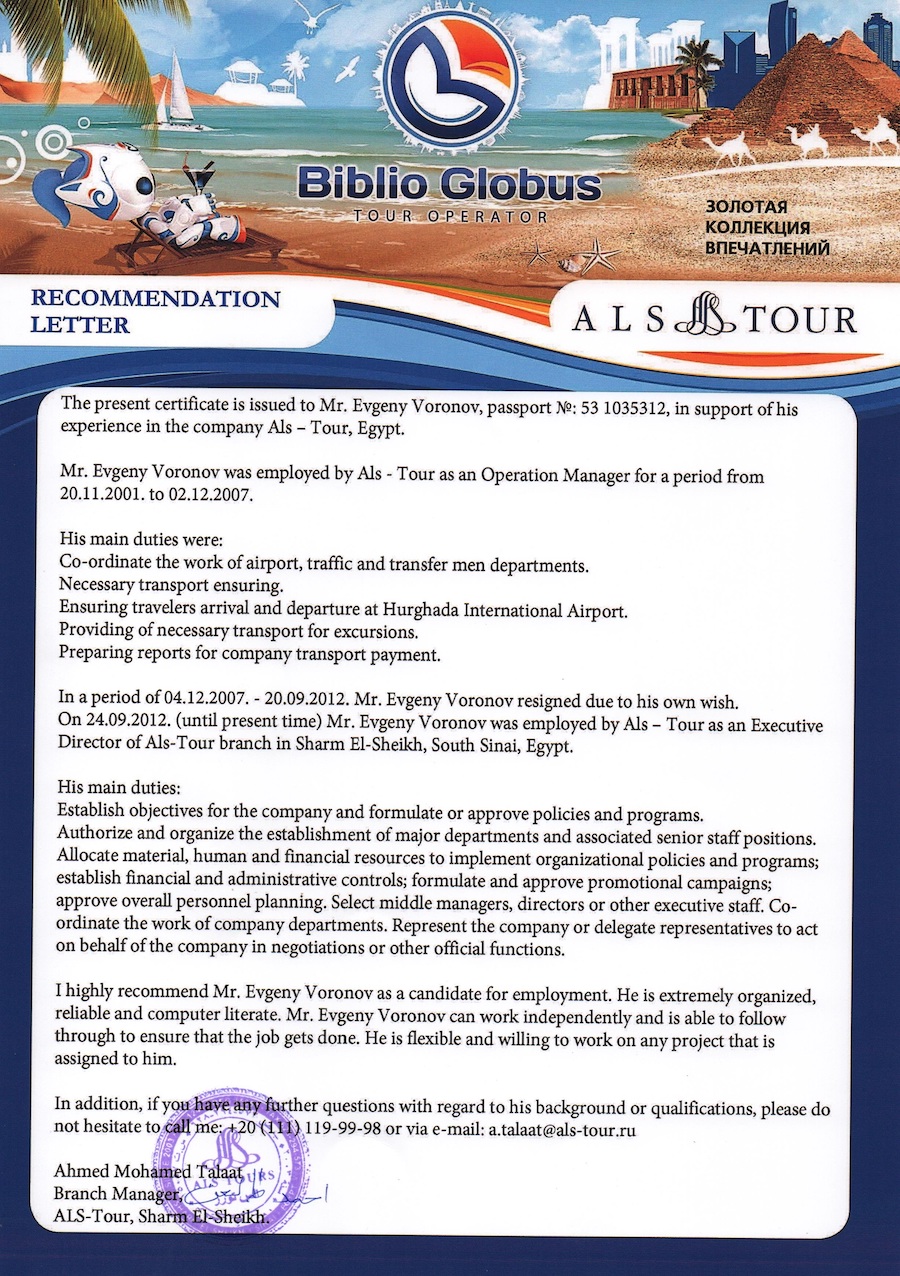 Biblio Globus
TOUR OPERATOR
ЗОЛОТАЯ
КОЛЛЕКЦИЯ
ВПЕЧАТЛЕНИЙ
RECOMMENDATION
LETTER
ALS TOUR
The present certificate is issued to Mr. Evgeny Voronov, passport №: 53 1035312, in support of his
experience in the company Als – Tour, Egypt.
Mr. Evgeny Voronov was employed by Als - Tour as an Operation Manager for a period from
20.11.2001. to 02.12.2007.
His main duties were:
Co-ordinate the work of airport, traffic and transfer men departments.
Necessary transport ensuring.
Ensuring travelers arrival and departure at Hurghada International Airport.
Providing of necessary transport for excursions.
Preparing reports for company transport payment.
In a period of 04.12.2007. - 20.09.2012. Mr. Evgeny Voronov resigned due to his own wish.
On 24.09.2012. (until present time) Mr. Evgeny Voronov was employed by Als – Tour as an Executive
Director of Als-Tour branch in Sharm El-Sheikh, South Sinai, Egypt.
His main duties:
Establish objectives for the company and formulate or approve policies and programs.
Authorize and organize the establishment of major departments and associated senior staff positions.
Allocate material, human and financial resources to implement organizational policies and programs;
establish financial and administrative controls; formulate and approve promotional campaigns;
approve overall personnel planning. Select middle managers, directors or other executive staff. Co-
ordinate the work of company departments. Represent the company or delegate representatives to act
on behalf of the company in negotiations or other official functions.
I highly recommend Mr. Evgeny Voronov as a candidate for employment. He is extremely organized,
reliable and computer literate. Mr. Evgeny Voronov can work independently and is able to follow
through to ensure that the job gets done. He is flexible and willing to work on any project that is
assigned to him.
In addition, if you have any further questions with regard to his background or qualifications, please do
not hesitate to call me: +20 (111) 119-99-98 or via e-mail: a.talaat@als-tour.ru
Ahmed Mohamed Talaat
Branch Manager,
ALS-Tour, Sharm El-Sheikh.
ALS TOURS